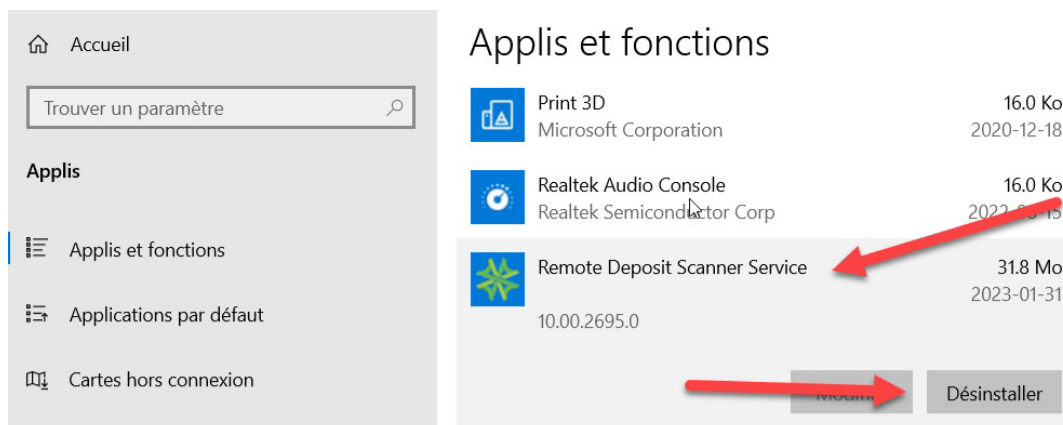 Accueil
Trouver un paramètre
Applis
Applis et fonctions
Applications par défaut
Cartes hors connexion
Applis et fonctions
Print 3D 16.0 Ko
Microsoft Corporation 2020-12-18
Realtek Audio Console 16.0 Ko
Realtek Semiconductor Corp
Remote Deposit Scanner Service 31.8 Mo
2023-01-31
10.00.2695.0
Désinstaller